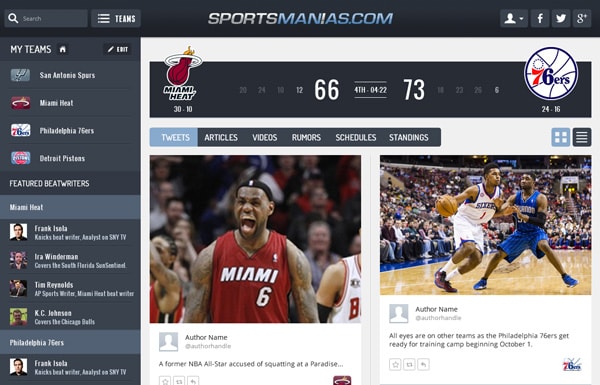 Search
TEAMS
SPORTSMANIAS.COM
MY TEAMS
EDIT
San Antonio Spurs
Miami Heat
Philadelphia 76ers
Detroit Pistons
FEATURED BEATWRITERS
Miami Heat
Frank Isola
Knicks beat writer, Analyst on SNY TV
Ira Winderman
Covers the South Florida SunSentinel
Tim Reynolds
AP Sports Writer, Miami Heat beat writer
K.C. Johnson
Covers the Chicago Bulls
Philadelphia 76ers
Frank Isola
Knicks beat writer, Analyst on SNY TV
MIAMI HEAT
30 - 10
20 24 10 12
66
4TH - 04:22
73
18 23 26 6
76ers
24 - 16
TWEETS
ARTICLES
VIDEOS
RUMORS
SCHEDULES
STANDINGS
MIAMI
6
Author Name
@authorhandle
A former NBA All-Star accused of squatting at a Paradise...
SIXERS
1
Author Name
@authorhandle
All eyes are on other teams as the Philadelphia 76ers get
ready for training camp beginning October 1.